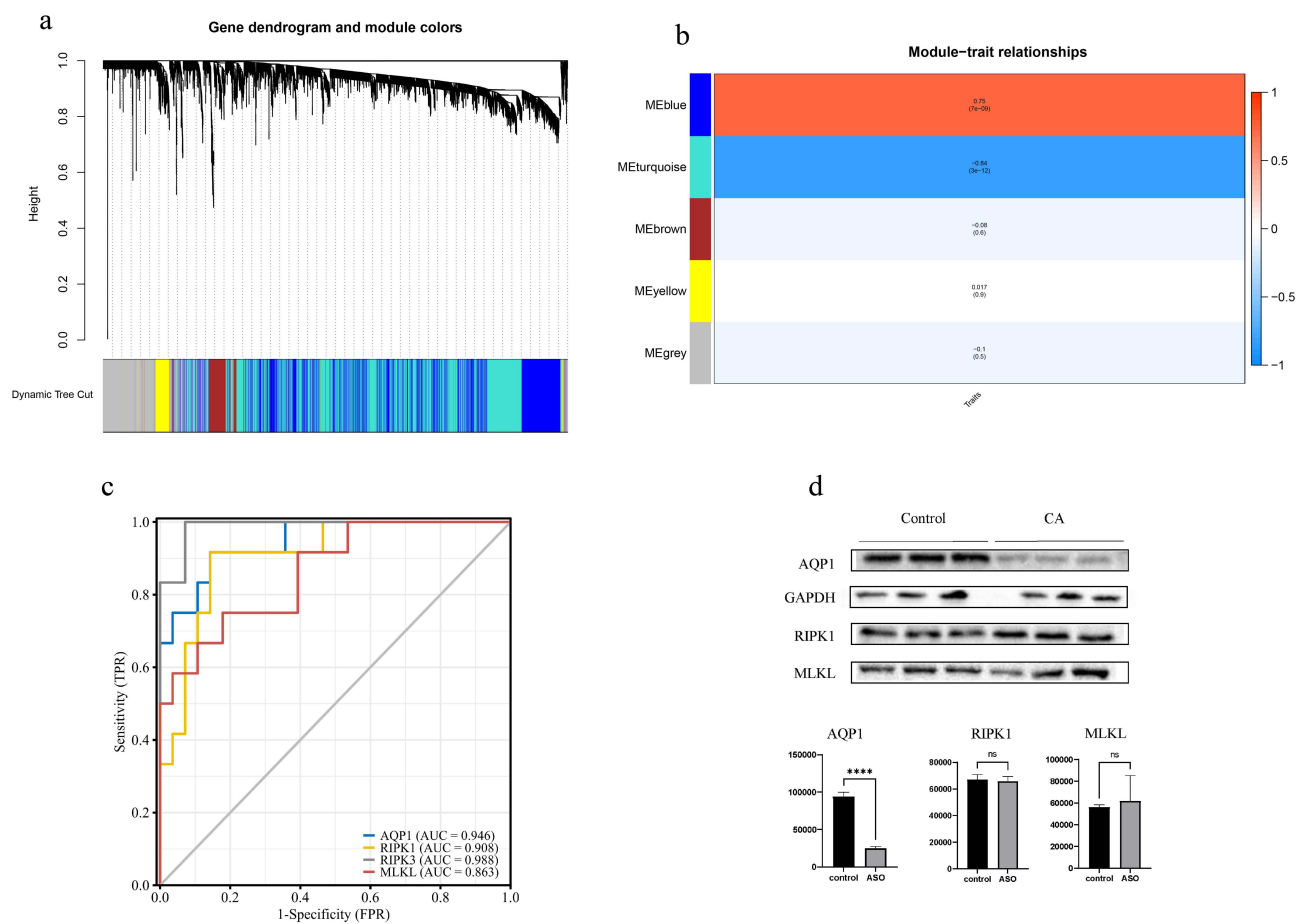 a
Gene dendrogram and module colors
Height
1.0
0.8
0.6
0.4
0.2
0.0
Dynamic Tree Cut
b
Module−trait relationships
MEblue
MEturquoise
MEbrown
MEyellow
MEgrey
0.75
(7e−09)
−0.84
(3e−12)
−0.08
(0.6)
0.017
(0.9)
−0.1
(0.5)
Traits
1
0.5
0
−0.5
−1
c
Sensitivity (TPR)
1.0
0.8
0.6
0.4
0.2
0.0
AQP1 (AUC = 0.946)
RIPK1 (AUC = 0.908)
RIPK3 (AUC = 0.988)
MLKL (AUC = 0.863)
0.0 0.2 0.4 0.6 0.8 1.0
1-Specificity (FPR)
d
Control CA
AQP1
GAPDH
RIPK1
MLKL
AQP1
150000
100000
50000
0
****
control ASO
RIPK1
80000
60000
40000
20000
0
ns
control ASO
MLKL
100000
80000
60000
40000
20000
0
ns
control ASO